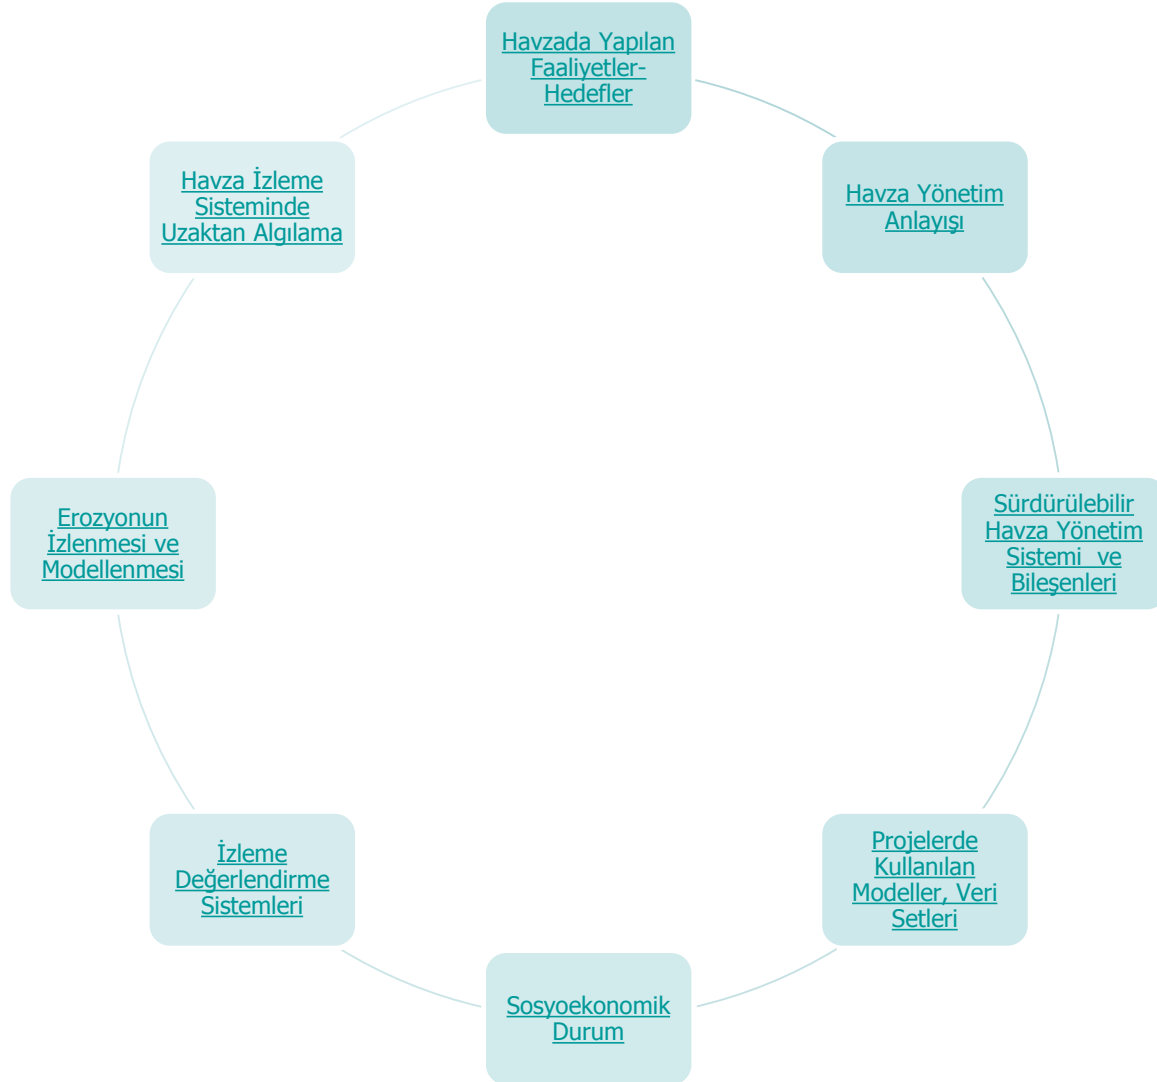 Havzada Yapılan
Faaliyetler-
Hedefler
Havza Yönetim
Anlayışı
Sürdürülebilir
Havza Yönetim
Sistemi  ve
Bileşenleri
Projelerde
Kullanılan
Modeller, Veri
Setleri
Sosyoekonomik
Durum
İzleme
Değerlendirme
Sistemleri
Erozyonun
İzlenmesi ve
Modellenmesi
Havza İzleme
Sisteminde
Uzaktan Algılama